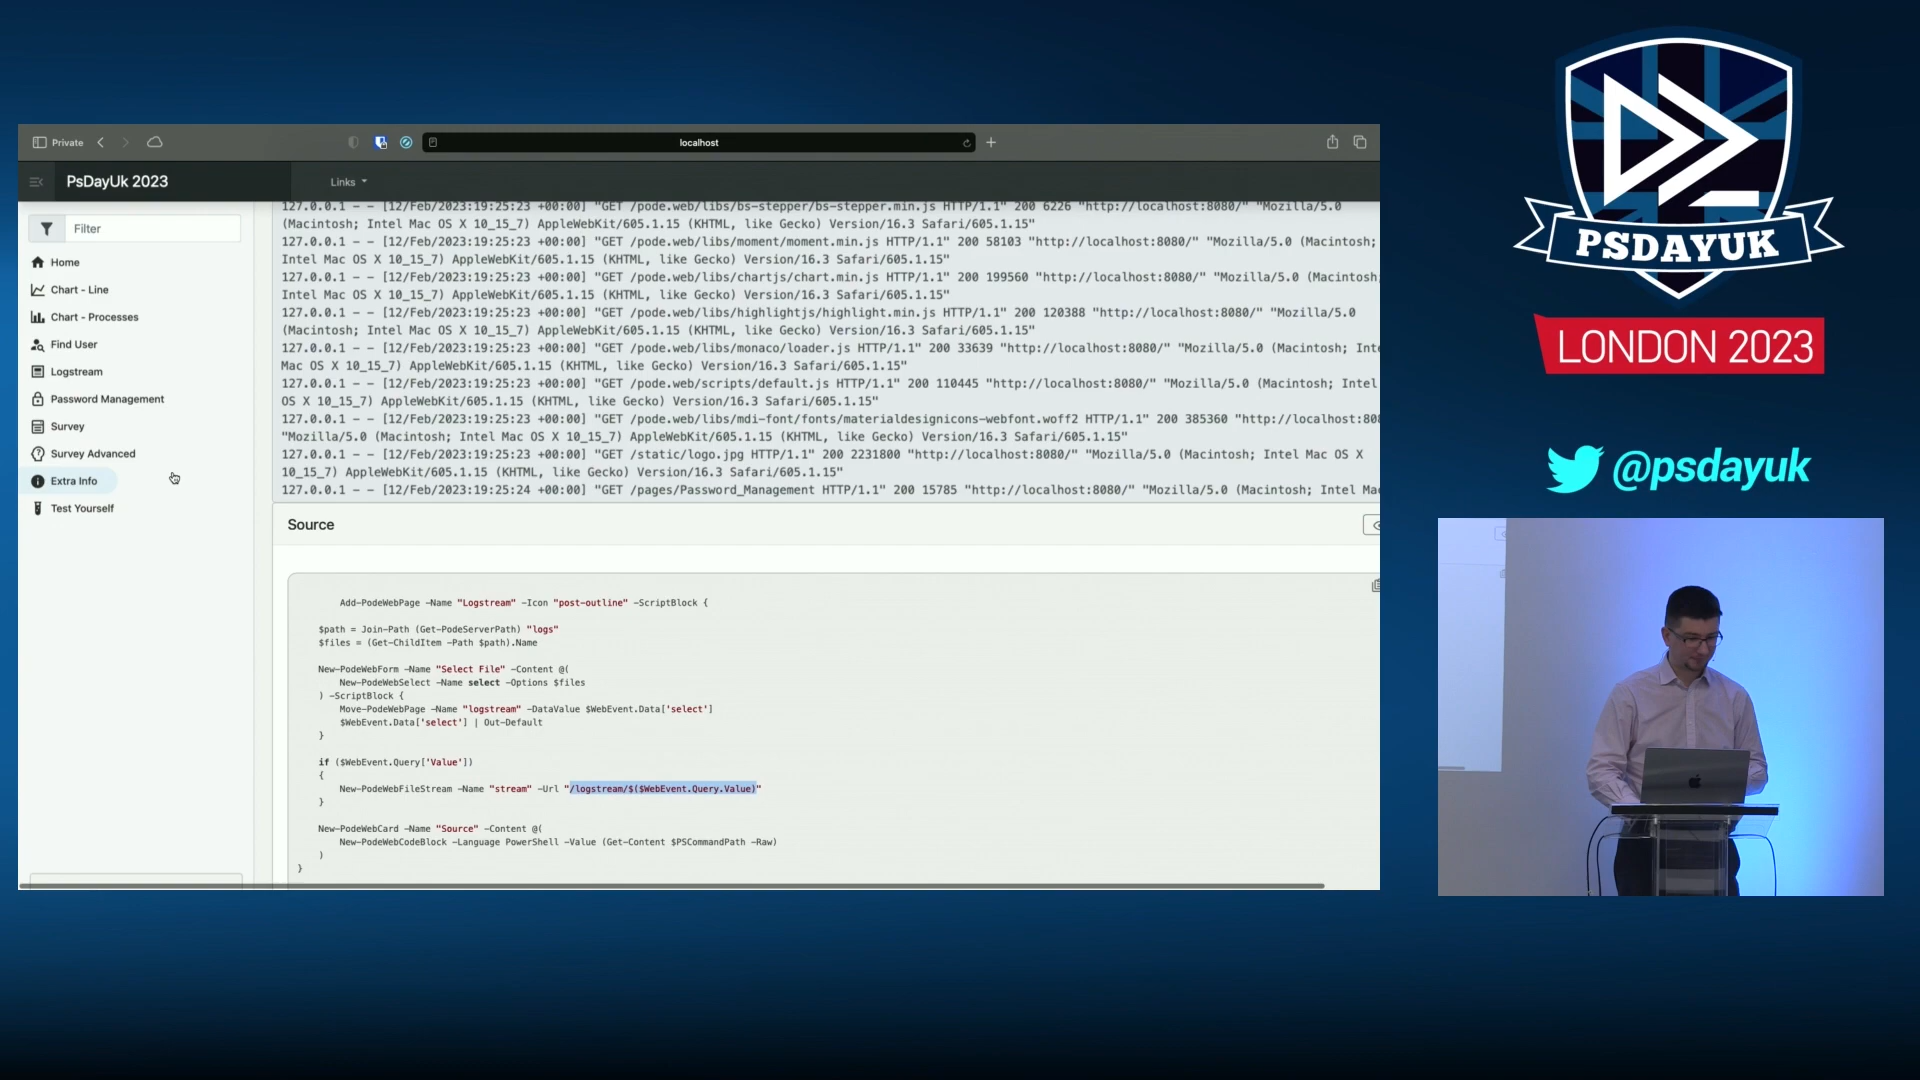 Private
localhost
PsDayUk 2023
Links
Filter
Home
Chart - Line
Chart - Processes
Find User
Logstream
Password Management
Survey
Survey Advanced
Extra Info
Test Yourself
127.0.0.1 - - [12/Feb/2023:19:25:23 +00:00] "GET /pode.web/libs/bs-stepper/bs-stepper.min.js HTTP/1.1" 200 6226 "http://localhost:8080/" "Mozilla/5.0
(Macintosh; Intel Mac OS X 10_15_7) AppleWebKit/605.1.15 (KHTML, like Gecko) Version/16.3 Safari/605.1.15"
127.0.0.1 - - [12/Feb/2023:19:25:23 +00:00] "GET /pode.web/libs/moment/moment.min.js HTTP/1.1" 200 58103 "http://localhost:8080/" "Mozilla/5.0 (Macintosh;
Intel Mac OS X 10_15_7) AppleWebKit/605.1.15 (KHTML, like Gecko) Version/16.3 Safari/605.1.15"
127.0.0.1 - - [12/Feb/2023:19:25:23 +00:00] "GET /pode.web/libs/chartjs/chart.min.js HTTP/1.1" 200 199560 "http://localhost:8080/" "Mozilla/5.0 (Macintosh;
Intel Mac OS X 10_15_7) AppleWebKit/605.1.15 (KHTML, like Gecko) Version/16.3 Safari/605.1.15"
127.0.0.1 - - [12/Feb/2023:19:25:23 +00:00] "GET /pode.web/libs/highlightjs/highlight.min.js HTTP/1.1" 200 120388 "http://localhost:8080/" "Mozilla/5.0
(Macintosh; Intel Mac OS X 10_15_7) AppleWebKit/605.1.15 (KHTML, like Gecko) Version/16.3 Safari/605.1.15"
127.0.0.1 - - [12/Feb/2023:19:25:23 +00:00] "GET /pode.web/libs/monaco/loader.js HTTP/1.1" 200 33639 "http://localhost:8080/" "Mozilla/5.0 (Macintosh; Inte
Mac OS X 10_15_7) AppleWebKit/605.1.15 (KHTML, like Gecko) Version/16.3 Safari/605.1.15"
127.0.0.1 - - [12/Feb/2023:19:25:23 +00:00] "GET /pode.web/scripts/default.js HTTP/1.1" 200 110445 "http://localhost:8080/" "Mozilla/5.0 (Macintosh; Intel
OS X 10_15_7) AppleWebKit/605.1.15 (KHTML, like Gecko) Version/16.3 Safari/605.1.15"
127.0.0.1 - - [12/Feb/2023:19:25:23 +00:00] "GET /pode.web/libs/mdi-font/fonts/materialdesignicons-webfont.woff2 HTTP/1.1" 200 385360 "http://localhost:80
"Mozilla/5.0 (Macintosh; Intel Mac OS X 10_15_7) AppleWebKit/605.1.15 (KHTML, like Gecko) Version/16.3 Safari/605.1.15"
127.0.0.1 - - [12/Feb/2023:19:25:23 +00:00] "GET /static/logo.jpg HTTP/1.1" 200 2231800 "http://localhost:8080/" "Mozilla/5.0 (Macintosh; Intel Mac OS X
10_15_7) AppleWebKit/605.1.15 (KHTML, like Gecko) Version/16.3 Safari/605.1.15"
127.0.0.1 - - [12/Feb/2023:19:25:24 +00:00] "GET /pages/Password_Management HTTP/1.1" 200 15785 "http://localhost:8080/" "Mozilla/5.0 (Macintosh; Intel Mac
Source
Add-PodeWebPage -Name "Logstream" -Icon "post-outline" -ScriptBlock {
$path = Join-Path (Get-PodeServerPath) "logs"
$files = (Get-ChildItem -Path $path).Name
New-PodeWebForm -Name "Select File" -Content @(
New-PodeWebSelect -Name select -Options $files
) -ScriptBlock {
Move-PodeWebPage -Name "logstream" -DataValue $WebEvent.Data['select']
$WebEvent.Data['select'] | Out-Default
}
if ($WebEvent.Query['Value'])
{
New-PodeWebFileStream -Name "stream" -Url "/logstream/$($WebEvent.Query.Value)"
}
New-PodeWebCard -Name "Source" -Content @(
New-PodeWebCodeBlock -Language PowerShell -Value (Get-Content $PSCommandPath -Raw)
)
}
PSDAYUK
LONDON 2023
@psdayuk